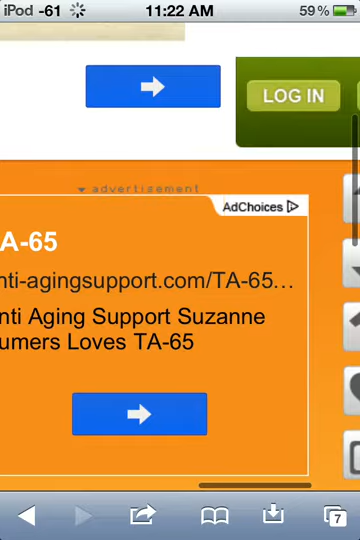 iPod -61 11:22 AM 59%
LOG IN
advertisement
AdChoices
A-65
nti-agingsupport.com/TA-65...
nti Aging Support Suzanne
umers Loves TA-65
7